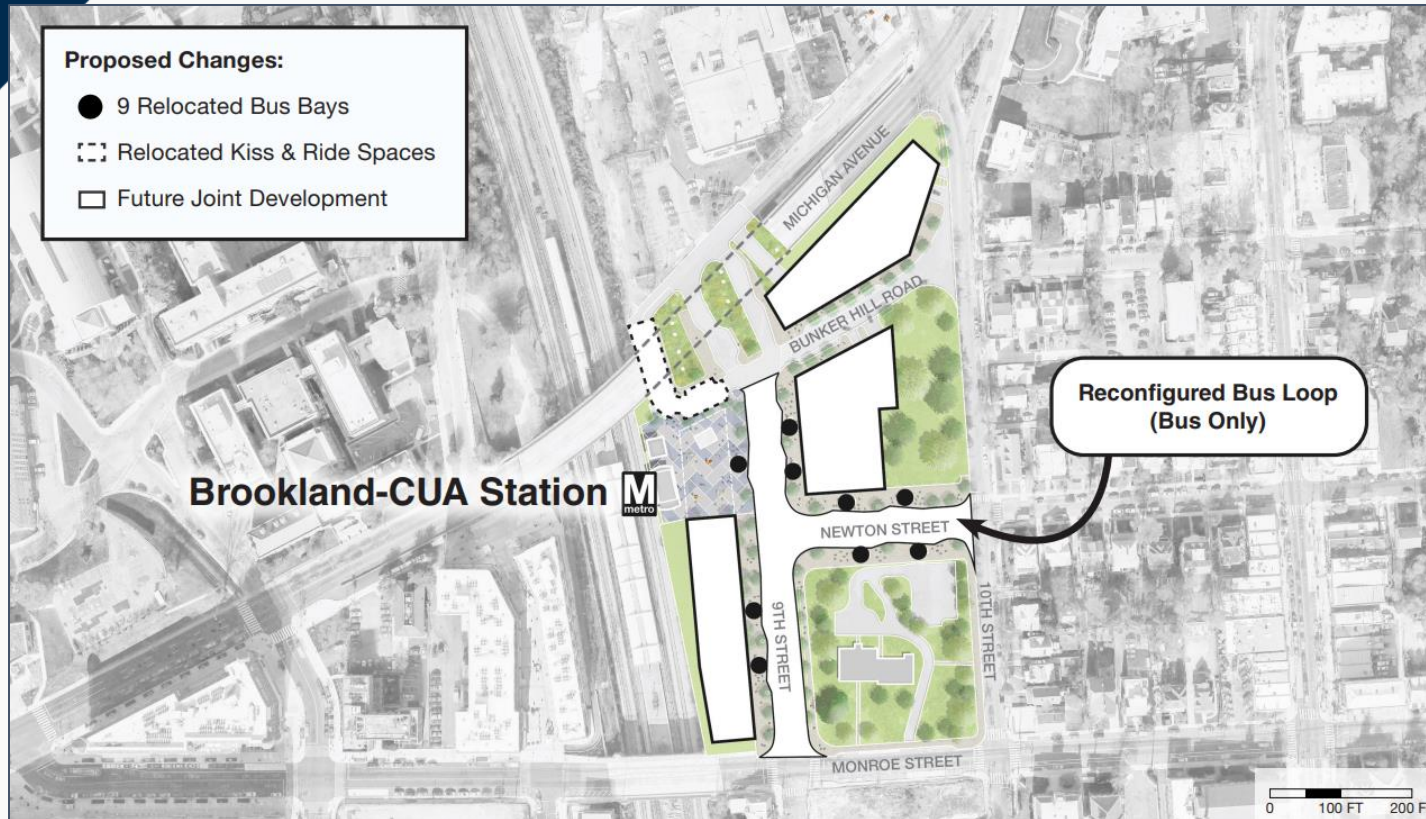 Proposed Changes:
9 Relocated Bus Bays
Relocated Kiss & Ride Spaces
Future Joint Development
MICHIGAN AVENUE
BUNKER HILL ROAD
Reconfigured Bus Loop
(Bus Only)
Brookland-CUA Station
M
metro
NEWTON STREET
9TH STREET
10TH STREET
MONROE STREET
0 100 FT 200 F